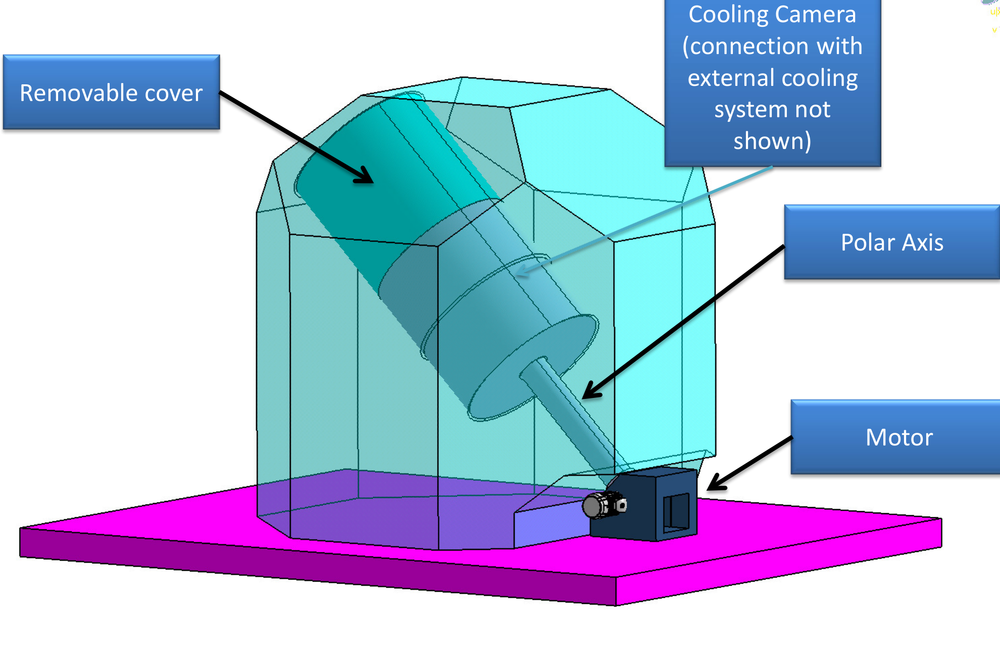 Cooling Camera
(connection with
external cooling
system not
shown)
Removable cover
Polar Axis
Motor